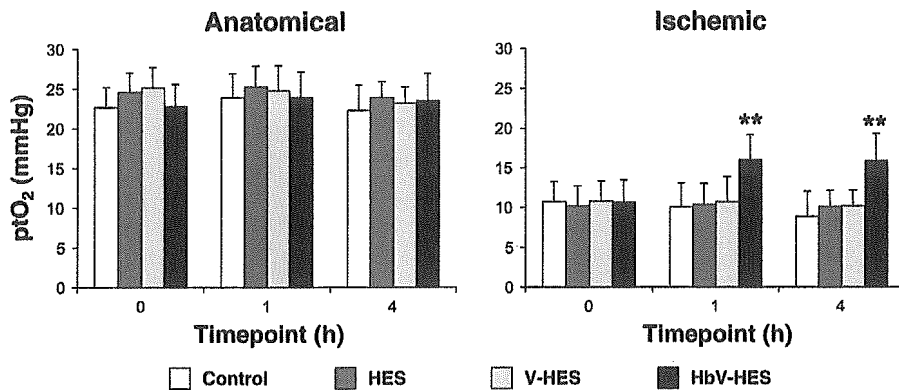 Anatomical
Ischemic
ptO2 (mmHg)
30
25
20
15
10
5
0
0
1
4
Timepoint (h)
30
25
20
15
10
5
0
**
**
0
1
4
Timepoint (h)
Control
HES
V-HES
HbV-HES